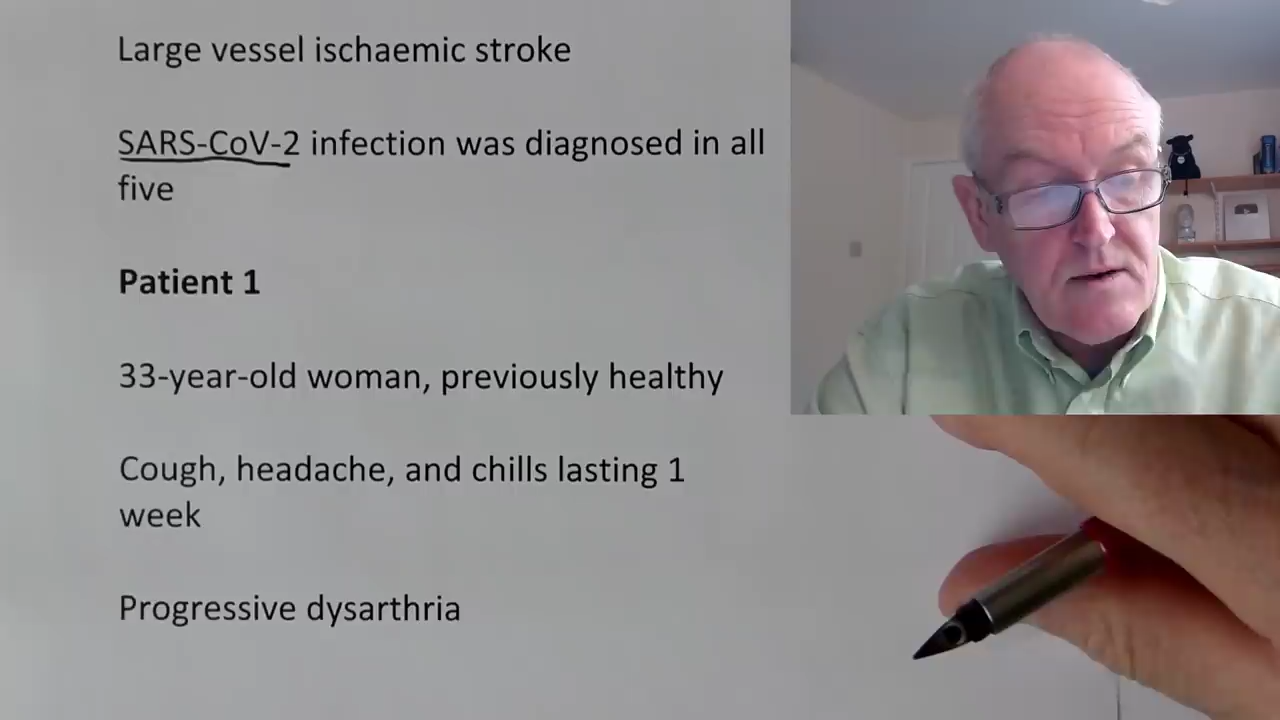 Large vessel ischaemic stroke
SARS-CoV-2 infection was diagnosed in all
five
Patient 1
33-year-old woman, previously healthy
Cough, headache, and chills lasting 1
week
Progressive dysarthria